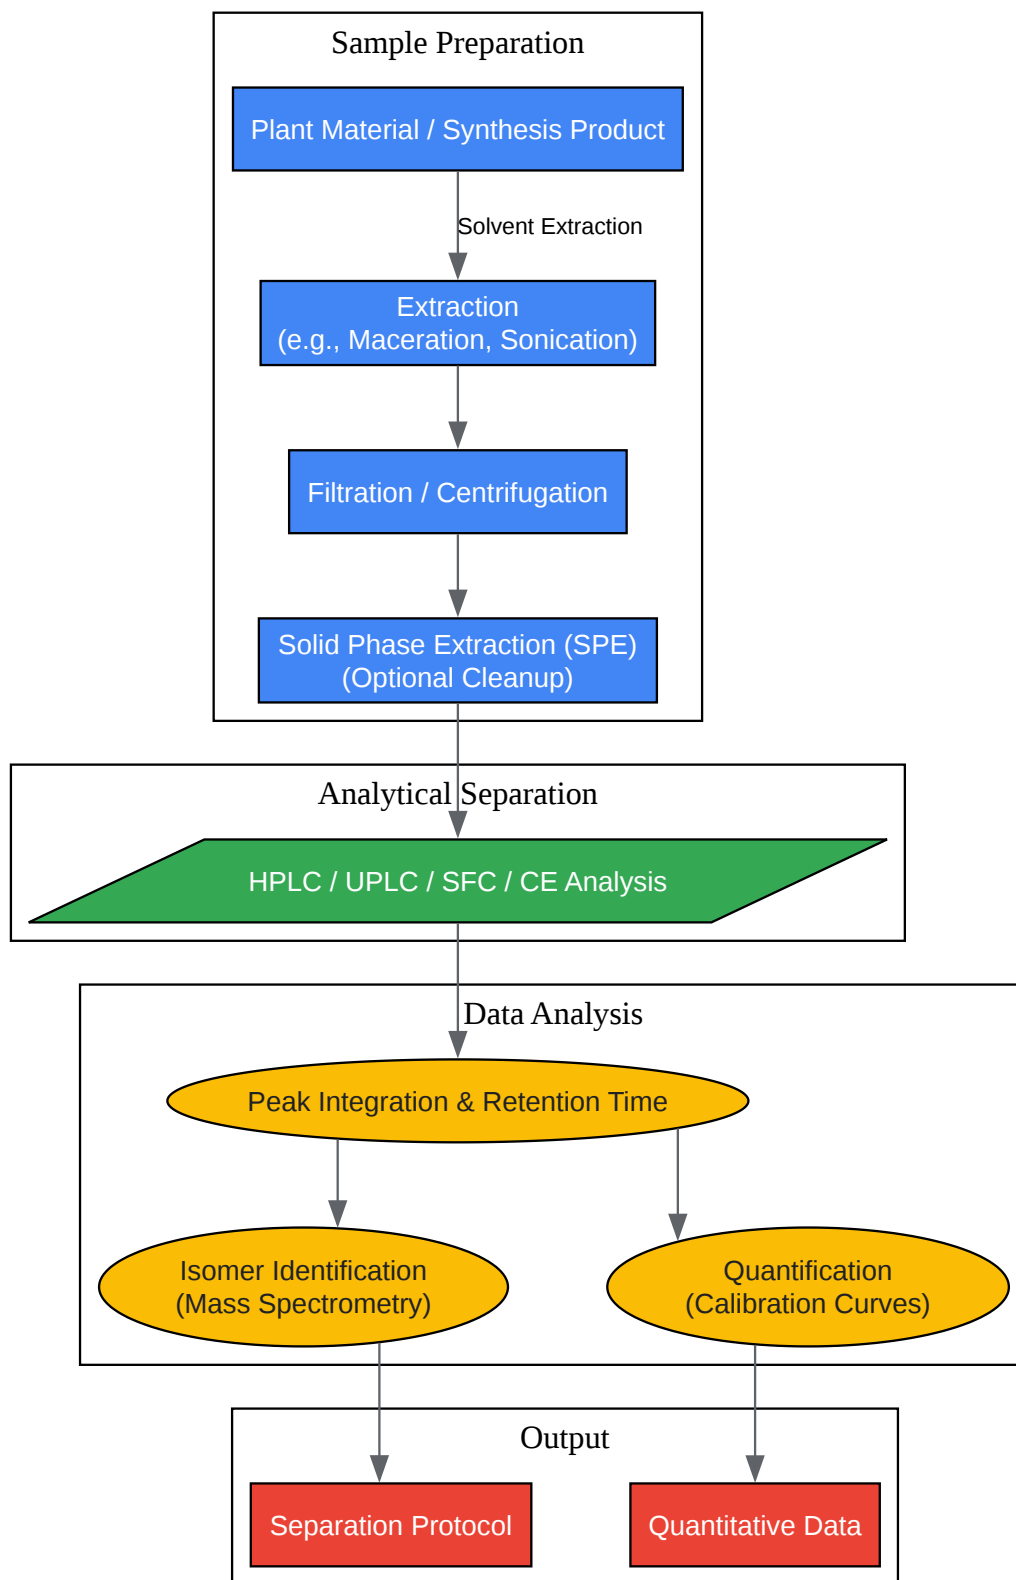 Sample Preparation
Plant Material / Synthesis Product
Solvent Extraction
Extraction
(e.g., Maceration, Sonication)
Filtration / Centrifugation
Solid Phase Extraction (SPE)
(Optional Cleanup)
Analytical Separation
HPLC / UPLC / SFC / CE Analysis
Data Analysis
Peak Integration & Retention Time
Isomer Identification
(Mass Spectrometry)
Quantification
(Calibration Curves)
Output
Separation Protocol
Quantitative Data